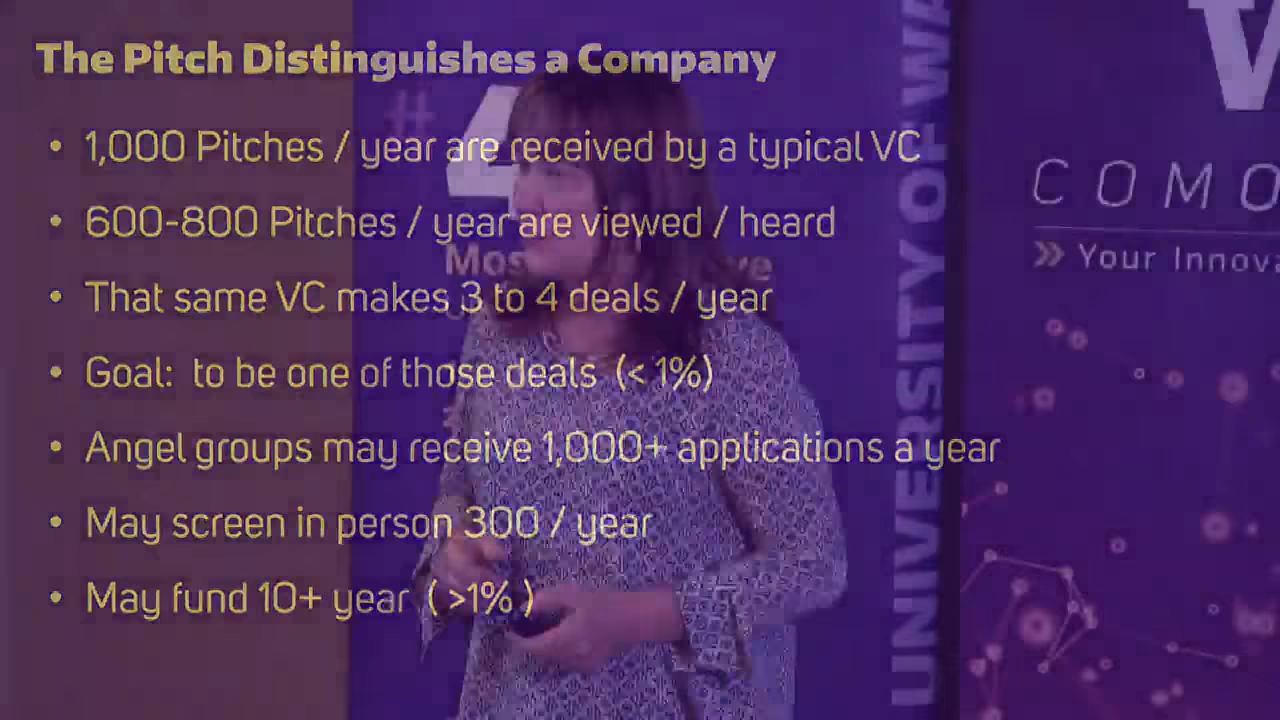 The Pitch Distinguishes a Company
• 1,000 Pitches / year are received by a typical VC
• 600-800 Pitches / year are viewed / heard
• That same VC makes 3 to 4 deals / year
• Goal: to be one of those deals (< 1%)
• Angel groups may receive 1,000+ applications a year
• May screen in person 300 / year
• May fund 10+ year ( >1% )
#4
UNIVERSITY OF
W
COMO
» Your